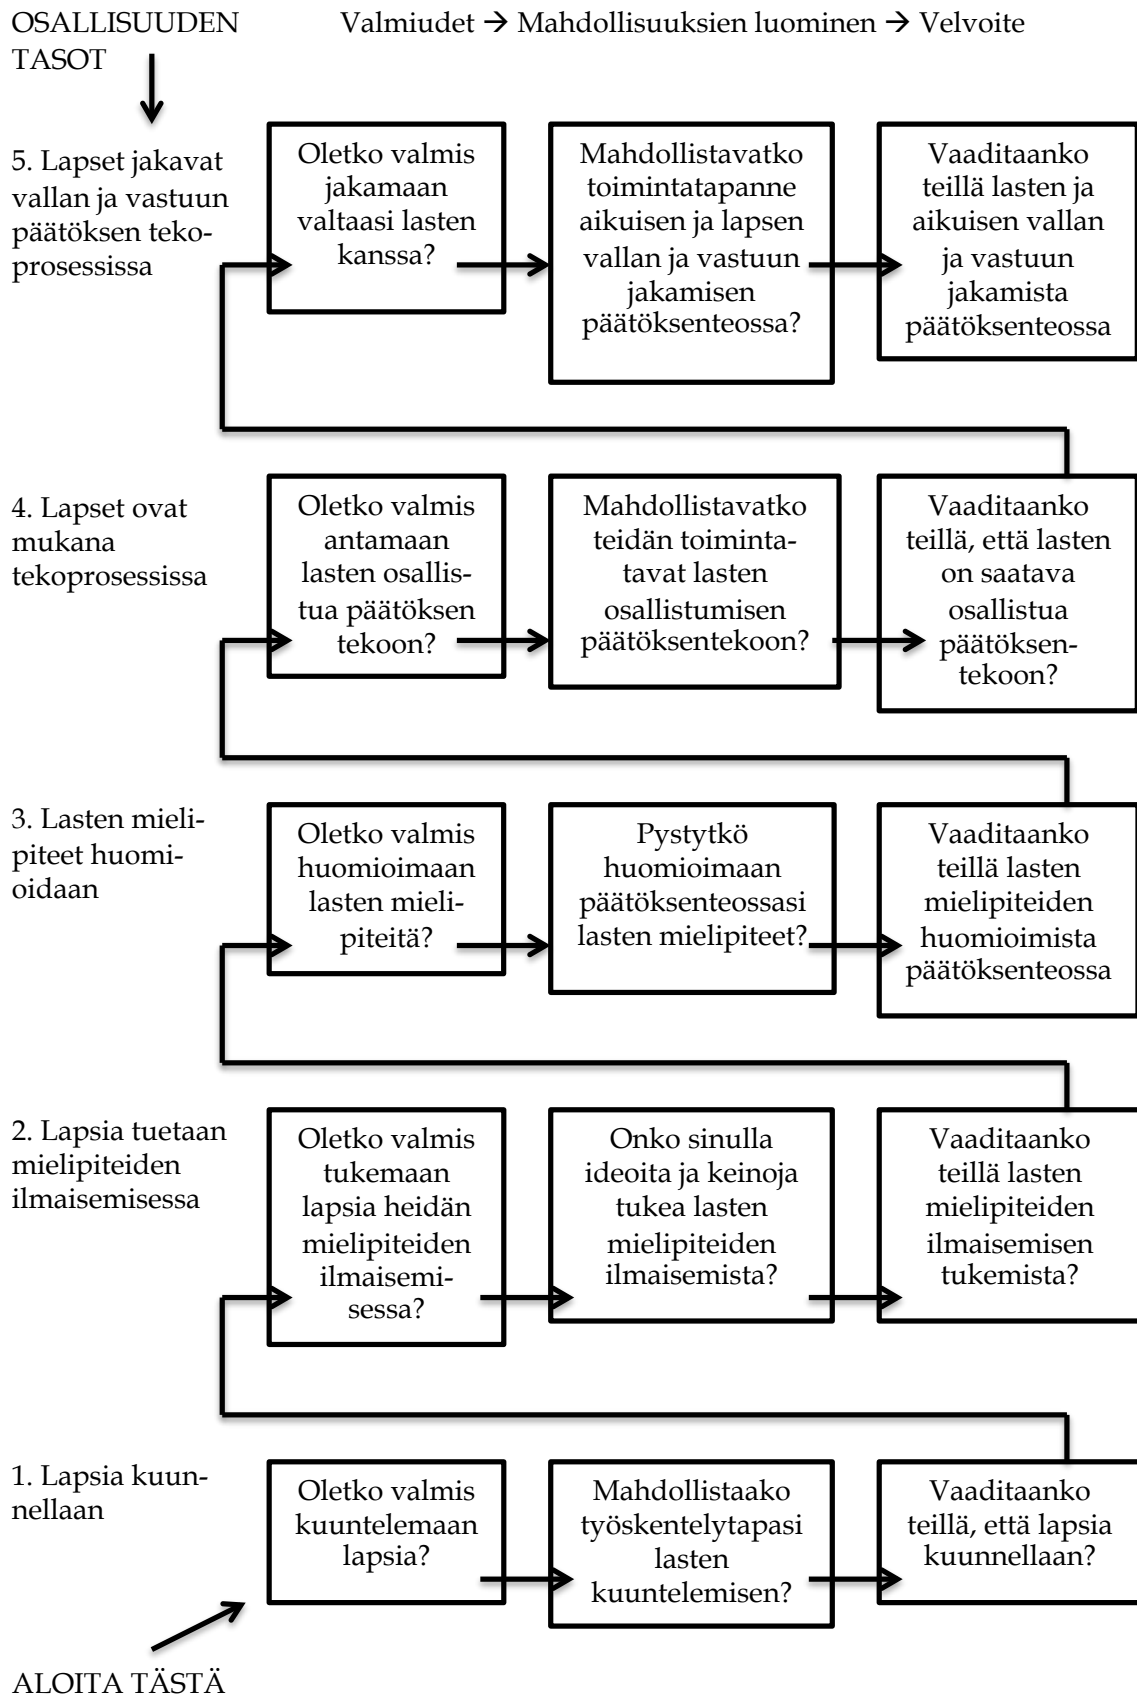 OSALLISUUDEN
TASOT
Valmiudet → Mahdollisuuksien luominen → Velvoite
5. Lapset jakavat
vallan ja vastuun
päätöksen teko-
prosessissa
Oletko valmis
jakamaan
valtaasi lasten
kanssa?
Mahdollistavatko
toimintatapanne
aikuisen ja lapsen
vallan ja vastuun
jakamisen
päätöksenteossa?
Vaaditaanko
teillä lasten ja
aikuisen vallan
ja vastuun
jakamista
päätöksenteossa
4. Lapset ovat
mukana
tekoprosessissa
Oletko valmis
antamaan
lasten osallis-
tua päätöksen
tekoon?
Mahdollistavatko
teidän toiminta-
tavat lasten
osallistumisen
päätöksentekoon?
Vaaditaanko
teillä, että lasten
on saatava
osallistua
päätöksen-
tekoon?
3. Lasten mieli-
piteet huomi-
oidaan
Oletko valmis
huomioimaan
lasten mieli-
piteitä?
Pystytkö
huomioimaan
päätöksenteossasi
lasten mielipiteet?
Vaaditaanko
teillä lasten
mielipiteiden
huomioimista
päätöksenteossa
2. Lapsia tuetaan
mielipiteiden
ilmaisemisessa
Oletko valmis
tukemaan
lapsia heidän
mielipiteiden
ilmaisemi-
sessa?
Onko sinulla
ideoita ja keinoja
tukea lasten
mielipiteiden
ilmaisemista?
Vaaditaanko
teillä lasten
mielipiteiden
ilmaisemisen
tukemista?
1. Lapsia kuun-
nellaan
Oletko valmis
kuuntelemaan
lapsia?
Mahdollistaako
työskentelytapasi
lasten
kuuntelemisen?
Vaaditaanko
teillä, että lapsia
kuunnellaan?
ALOITA TÄSTÄ